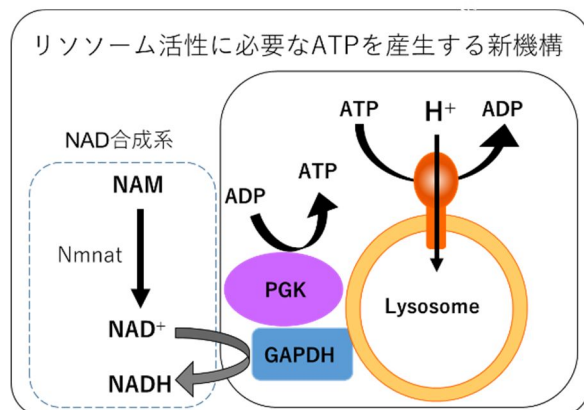 リソソーム活性に必要なATPを産生する新機構
NAD合成系
NAM
Nmnat
NAD⁺
NADH
ADP
ATP
PGK
GAPDH
ATP
H⁺
ADP
Lysosome